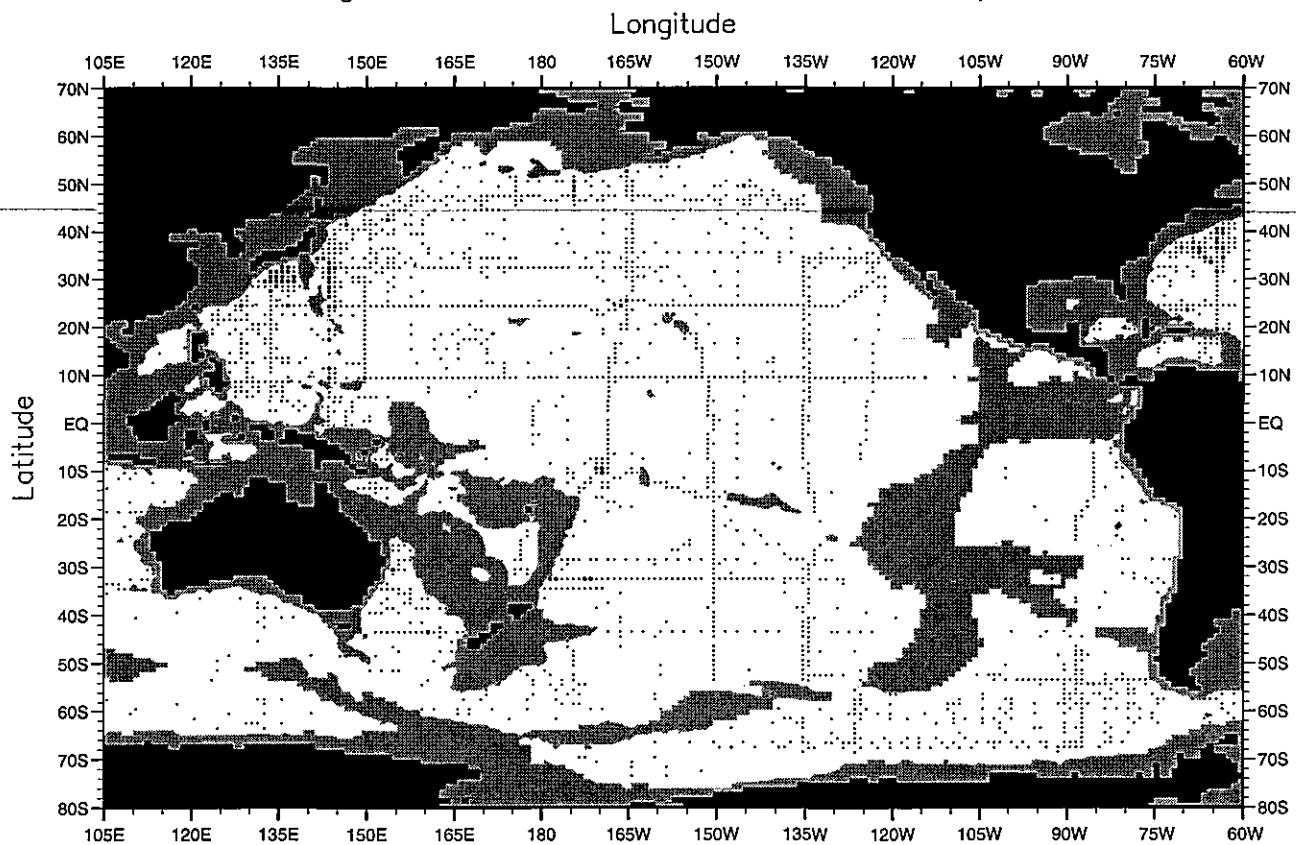 Longitude
105E 120E 135E 150E 165E 180 165W 150W 135W 120W 105W 90W 75W 60W
70N 70N
60N 60N
50N 50N
40N 40N
30N 30N
20N 20N
10N 10N
EQ EQ
10S 10S
20S 20S
30S 30S
40S 40S
50S 50S
60S 60S
70S 70S
80S 80S
Latitude
105E 120E 135E 150E 165E 180 165W 150W 135W 120W 105W 90W 75W 60W